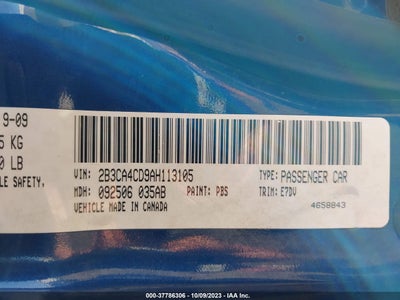 9-09
5 KG
0 LB
LE SAFETY,
VIN: 2B3CA4CD9AH113105 TYPE: PASSENGER CAR
MDH: 092506 035AB PAINT: PBS TRIM: E7DV
VEHICLE MADE IN CANADA 4658843
000-37786306 - 10/09/2023 - © IAA Inc.